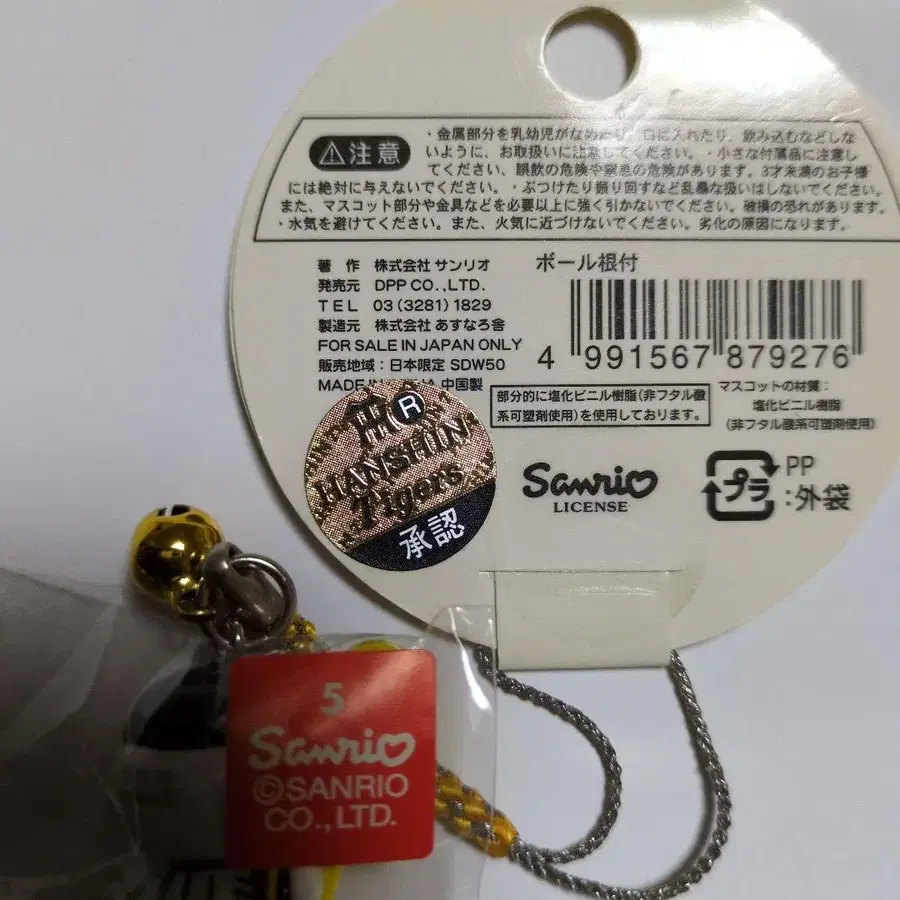 ⚠注意
・金属部分を乳幼児がなめたり、口に入れたり、飲み込むなどしな
いように、お取扱いに注意してください。・小さな付属品に注意し
てください。誤飲の危険や窒息の危険があります。3才未満のお子様
には絶対に与えないでください。・ぶつけたり振り回すなど乱暴な扱いはしないでください。
また、マスコット部分や金具などを必要以上に強く引かないでください。破損の恐れがあります。
・水気を避けてください。また、火気に近づけないでください。劣化の原因になります。
著 作 株式会社 サンリオ
発売元 DPP CO.,LTD.
TEL 03(3281)1829
製造元 株式会社 あすなろ舎
FOR SALE IN JAPAN ONLY
販売地域:日本限定 SDW50
MADE IN CHINA 中国製
ボール根付
4 991567 879276
部分的に塩化ビニル樹脂(非フタル酸
系可塑剤使用)を使用しております。
マスコットの材質:
塩化ビニル樹脂
(非フタル酸系可塑剤使用)
R
HANSHIN
Tigers
承認
Sanrio
LICENSE
プラ
PP
:外袋
5
Sanrio
©SANRIO
CO.,LTD.